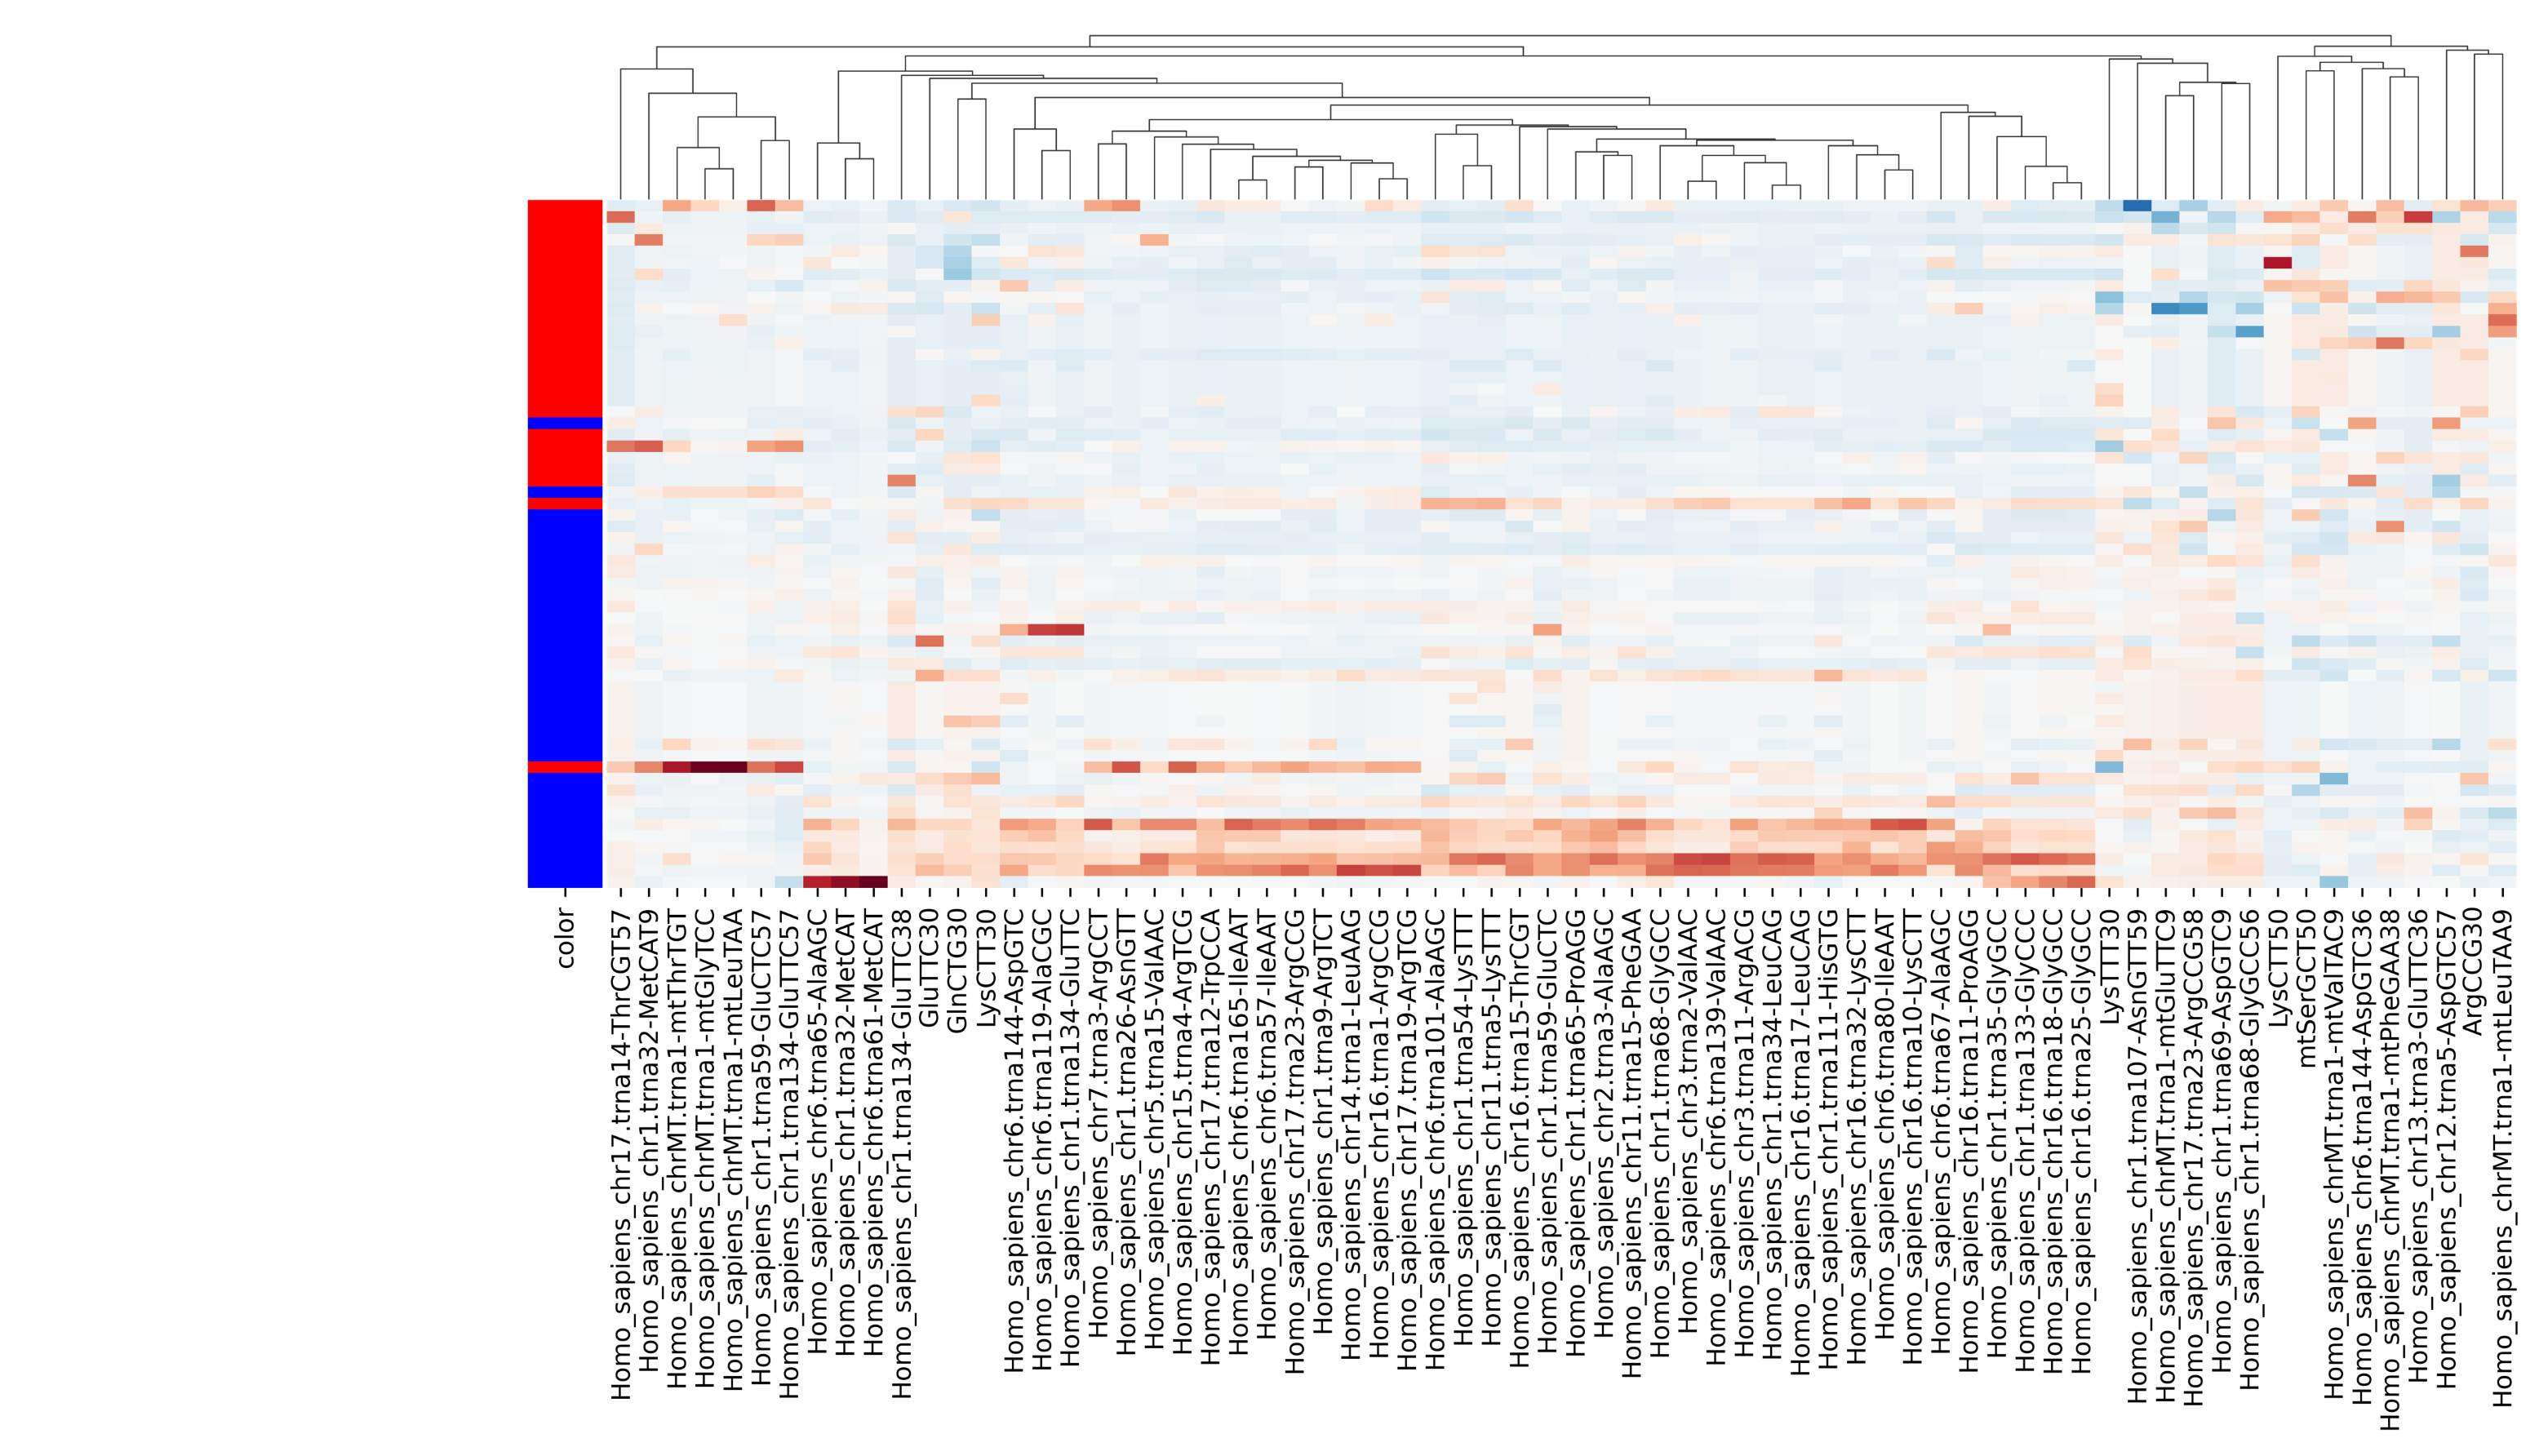 color
Homo_sapiens_chr17.trna14-ThrCGT57
Homo_sapiens_chr1.trna32-MetCAT9
Homo_sapiens_chrMT.trna1-mtThrTGT
Homo_sapiens_chrMT.trna1-mtGlyTCC
Homo_sapiens_chrMT.trna1-mtLeuTAA
Homo_sapiens_chr1.trna59-GluCTC57
Homo_sapiens_chr1.trna134-GluTTC57
Homo_sapiens_chr6.trna65-AlaAGC
Homo_sapiens_chr1.trna32-MetCAT
Homo_sapiens_chr6.trna61-MetCAT
Homo_sapiens_chr1.trna134-GluTTC38
GluTTC30
GlnCTG30
LysCTT30
Homo_sapiens_chr6.trna144-AspGTC
Homo_sapiens_chr6.trna119-AlaCGC
Homo_sapiens_chr1.trna134-GluTTC
Homo_sapiens_chr7.trna3-ArgCCT
Homo_sapiens_chr1.trna26-AsnGTT
Homo_sapiens_chr5.trna15-ValAAC
Homo_sapiens_chr15.trna4-ArgTCG
Homo_sapiens_chr17.trna12-TrpCCA
Homo_sapiens_chr6.trna165-IleAAT
Homo_sapiens_chr6.trna57-IleAAT
Homo_sapiens_chr17.trna23-ArgCCG
Homo_sapiens_chr1.trna9-ArgTCT
Homo_sapiens_chr14.trna1-LeuAAG
Homo_sapiens_chr16.trna1-ArgCCG
Homo_sapiens_chr17.trna19-ArgTCG
Homo_sapiens_chr6.trna101-AlaAGC
Homo_sapiens_chr1.trna54-LysTTT
Homo_sapiens_chr11.trna5-LysTTT
Homo_sapiens_chr16.trna15-ThrCGT
Homo_sapiens_chr1.trna59-GluCTC
Homo_sapiens_chr1.trna65-ProAGG
Homo_sapiens_chr2.trna3-AlaAGC
Homo_sapiens_chr11.trna15-PheGAA
Homo_sapiens_chr1.trna68-GlyGCC
Homo_sapiens_chr3.trna2-ValAAC
Homo_sapiens_chr6.trna139-ValAAC
Homo_sapiens_chr3.trna11-ArgACG
Homo_sapiens_chr1.trna34-LeuCAG
Homo_sapiens_chr16.trna17-LeuCAG
Homo_sapiens_chr1.trna111-HisGTG
Homo_sapiens_chr16.trna32-LysCTT
Homo_sapiens_chr6.trna80-IleAAT
Homo_sapiens_chr16.trna10-LysCTT
Homo_sapiens_chr6.trna67-AlaAGC
Homo_sapiens_chr16.trna11-ProAGG
Homo_sapiens_chr1.trna35-GlyGCC
Homo_sapiens_chr1.trna133-GlyCCC
Homo_sapiens_chr16.trna18-GlyGCC
Homo_sapiens_chr16.trna25-GlyGCC
LysTTT30
Homo_sapiens_chr1.trna107-AsnGTT59
Homo_sapiens_chrMT.trna1-mtGluTTC9
Homo_sapiens_chr17.trna23-ArgCCG58
Homo_sapiens_chr1.trna69-AspGTC9
Homo_sapiens_chr1.trna68-GlyGCC56
LysCTT50
mtSerGCT50
Homo_sapiens_chrMT.trna1-mtValTAC9
Homo_sapiens_chr6.trna144-AspGTC36
Homo_sapiens_chrMT.trna1-mtPheGAA38
Homo_sapiens_chr13.trna3-GluTTC36
Homo_sapiens_chr12.trna5-AspGTC57
ArgCCG30
Homo_sapiens_chrMT.trna1-mtLeuTAA9